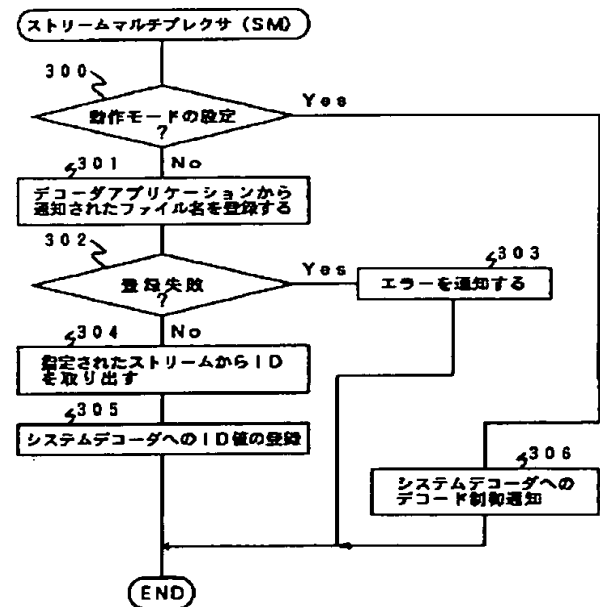 ストリームマルチプレクサ(SM)
300
動作モードの設定
?
Yes
No
301
デコーダアプリケーションから
通知されたファイル名を登録する
302
登録失敗
?
Yes
303
エラーを通知する
No
304
指定されたストリームからID
を取り出す
305
システムデコーダへのID値の登録
306
システムデコーダへの
デコード制御通知
END